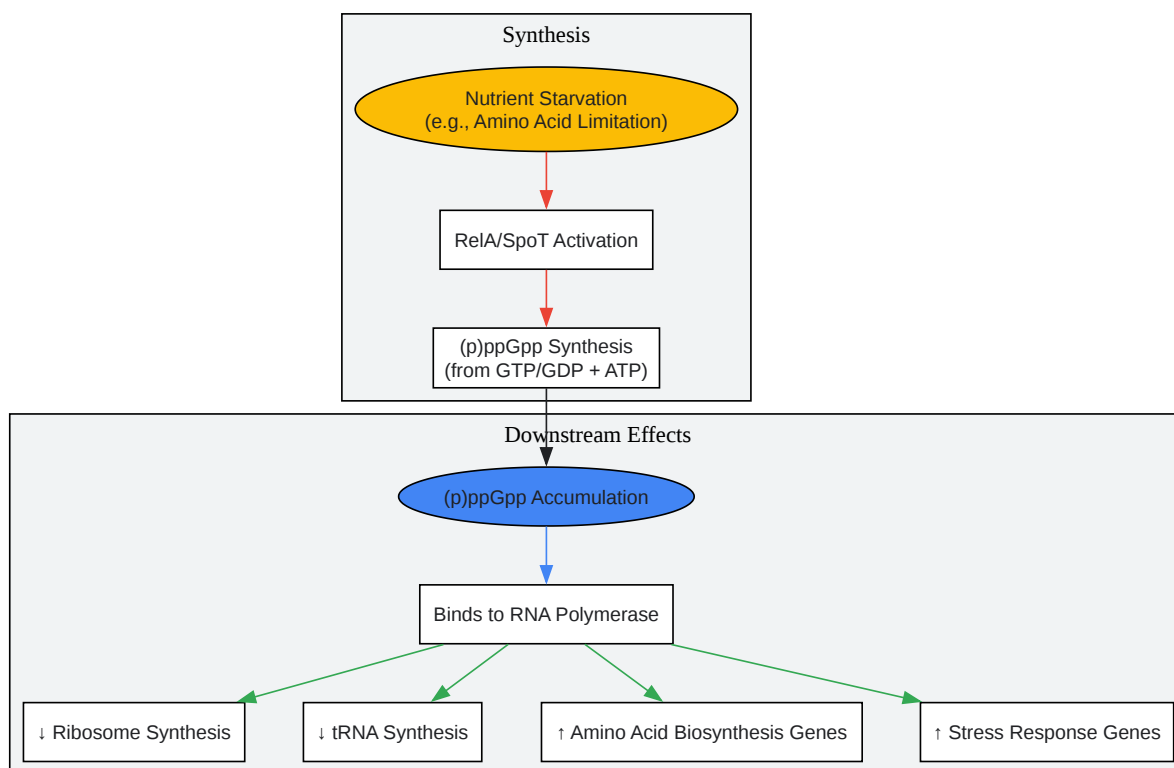 Synthesis
Nutrient Starvation
(e.g., Amino Acid Limitation)
RelA/SpoT Activation
(p)ppGpp Synthesis
(from GTP/GDP + ATP)
Downstream Effects
(p)ppGpp Accumulation
Binds to RNA Polymerase
↓ Ribosome Synthesis
↓ tRNA Synthesis
↑ Amino Acid Biosynthesis Genes
↑ Stress Response Genes